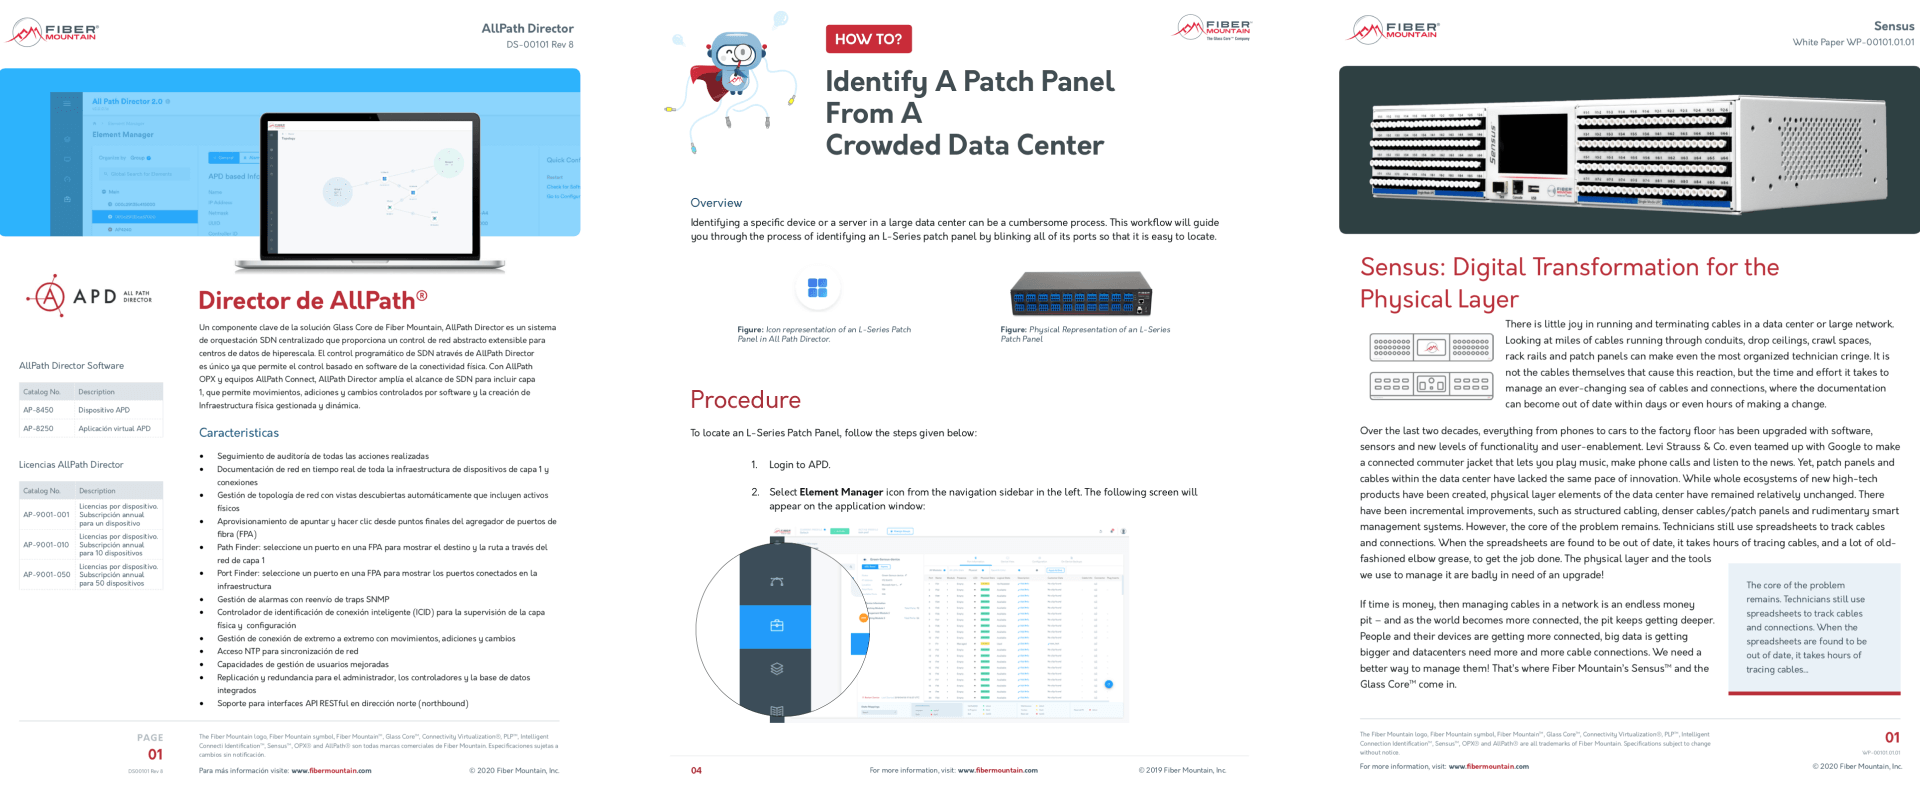 FIBER
MOUNTAIN
AllPath Director
DS-00101 Rev 8
All Path Director 2.0
Element Manager
APD based Info
APD
ALL PATH
DIRECTOR
Director de AllPath®
Un componente clave de la solución Glass Core de Fiber Mountain, AllPath Director es un sistema
de orquestación SDN centralizado que proporciona un control de red abstracto extensible para
centros de datos de hiperescala. El control programático de SDN através de AllPath Director
es único ya que permite el control basado en software de la conectividad física. Con AllPath
OPX y equipos AllPath Connect, AllPath Director amplía el alcance de SDN para incluir capa
1, que permite movimientos, adiciones y cambios controlados por software y la creación de
Infraestructura física gestionada y dinámica.
AllPath Director Software
Catalog No. Description
AP-8450 Dispositivo APD
AP-8250 Aplicación virtual APD
Licencias AllPath Director
Catalog No. Description
AP-9001-001 Licencias por dispositivo.
Subscripción annual
para un dispositivo
AP-9001-010 Licencias por dispositivo.
Subscripción annual
para 10 dispositivos
AP-9001-050 Licencias por dispositivo.
Subscripción annual
para 50 dispositivos
Caracteristicas
• Seguimiento de auditoría de todas las acciones realizadas
• Documentación de red en tiempo real de toda la infraestructura de dispositivos de capa 1 y
conexiones
• Gestión de topología de red con vistas descubiertas automáticamente que incluyen activos
físicos
• Aprovisionamiento de apuntar y hacer clic desde puntos finales del agregador de puertos de
fibra (FPA)
• Path Finder: seleccione un puerto en una FPA para mostrar el destino y la ruta a través del
red de capa 1
• Port Finder: seleccione un puerto en una FPA para mostrar los puertos conectados en la
infraestructura
• Gestión de alarmas con reenvío de traps SNMP
• Controlador de identificación de conexión inteligente (ICID) para la supervisión de la capa
física y configuración
• Gestión de conexión de extremo a extremo con movimientos, adiciones y cambios
• Acceso NTP para sincronización de red
• Capacidades de gestión de usuarios mejoradas
• Replicación y redundancia para el administrador, los controladores y la base de datos
integrados
• Soporte para interfaces API RESTful en dirección norte (northbound)
PAGE
01
DS00101 Rev 8
The Fiber Mountain logo, Fiber Mountain symbol, Fiber Mountain™, Glass Core™, Connectivity Virtualization®, PLP™, Intelligent
Connecti Identification™, Sensus™, OPX® and AllPath® son todas marcas comerciales de Fiber Mountain. Especificaciones sujetas a
cambios sin notificación.
Para más información visite: www.fibermountain.com
© 2020 Fiber Mountain, Inc.
HOW TO?
FIBER
MOUNTAIN
The Glass Core™ Company
Identify A Patch Panel
From A
Crowded Data Center
Overview
Identifying a specific device or a server in a large data center can be a cumbersome process. This workflow will guide
you through the process of identifying an L-Series patch panel by blinking all of its ports so that it is easy to locate.
Figure: Icon representation of an L-Series Patch
Panel in All Path Director.
Figure: Physical Representation of an L-Series
Patch Panel
Procedure
To locate an L-Series Patch Panel, follow the steps given below:
1. Login to APD.
2. Select Element Manager icon from the navigation sidebar in the left. The following screen will
appear on the application window:
04
For more information, visit: www.fibermountain.com
© 2019 Fiber Mountain, Inc
FIBER
MOUNTAIN
Sensus
White Paper WP-00101.01.01
Sensus
FIBER
MOUNTAIN
Sensus: Digital Transformation for the
Physical Layer
There is little joy in running and terminating cables in a data center or large network.
Looking at miles of cables running through conduits, drop ceilings, crawl spaces,
rack rails and patch panels can make even the most organized technician cringe. It is
not the cables themselves that cause this reaction, but the time and effort it takes to
manage an ever-changing sea of cables and connections, where the documentation
can become out of date within days or even hours of making a change.
Over the last two decades, everything from phones to cars to the factory floor has been upgraded with software,
sensors and new levels of functionality and user-enablement. Levi Strauss & Co. even teamed up with Google to make
a connected commuter jacket that lets you play music, make phone calls and listen to the news. Yet, patch panels and
cables within the data center have lacked the same pace of innovation. While whole ecosystems of new high-tech
products have been created, physical layer elements of the data center have remained relatively unchanged. There
have been incremental improvements, such as structured cabling, denser cables/patch panels and rudimentary smart
management systems. However, the core of the problem remains. Technicians still use spreadsheets to track cables
and connections. When the spreadsheets are found to be out of date, it takes hours of tracing cables, and a lot of old-
fashioned elbow grease, to get the job done. The physical layer and the tools
we use to manage it are badly in need of an upgrade!
If time is money, then managing cables in a network is an endless money
pit – and as the world becomes more connected, the pit keeps getting deeper.
People and their devices are getting more connected, big data is getting
bigger and datacenters need more and more cable connections. We need a
better way to manage them! That's where Fiber Mountain's Sensus™ and the
Glass Core™ come in.
The core of the problem
remains. Technicians still use
spreadsheets to track cables
and connections. When the
spreadsheets are found to be
out of date, it takes hours of
tracing cables...
The Fiber Mountain logo, Fiber Mountain symbol, Fiber Mountain™, Glass Core™, Connectivity Virtualization®, PLP™, Intelligent
Connection Identification™, Sensus™, OPX® and AllPath® are all trademarks of Fiber Mountain. Specifications subject to change
without notice.
For more information, visit: www.fibermountain.com
01
WP-00101.01.01
© 2020 Fiber Mountain, Inc.